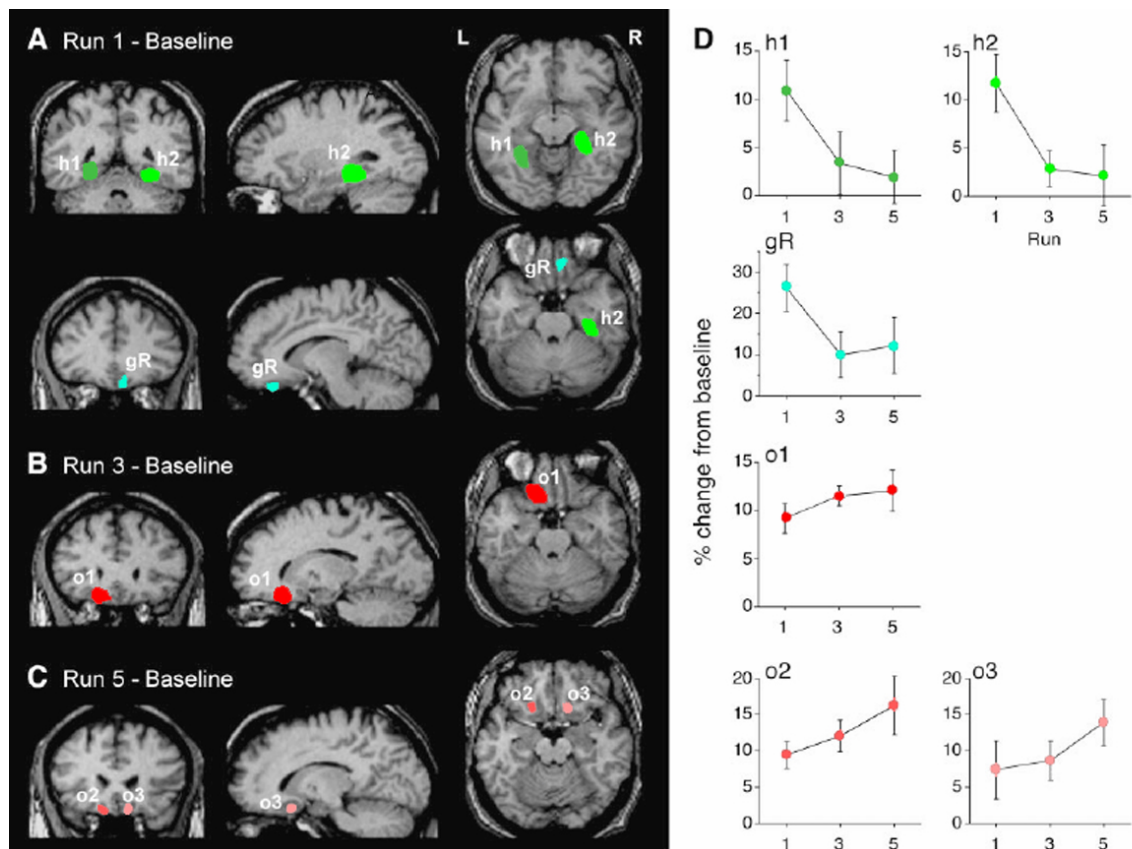 A Run 1 - Baseline
L R
h1 h2
h2
h1 h2
gR
gR
gR h2
B Run 3 - Baseline
o1
o1
o1
C Run 5 - Baseline
o2 o3
o3
o2 o3
D
h1
15
10
5
0
1 3 5
h2
15
10
5
0
1 3 5
Run
gR
30
20
10
0
1 3 5
% change from baseline
o1
15
10
5
0
1 3 5
o2
20
15
10
5
0
1 3 5
o3
20
15
10
5
0
1 3 5